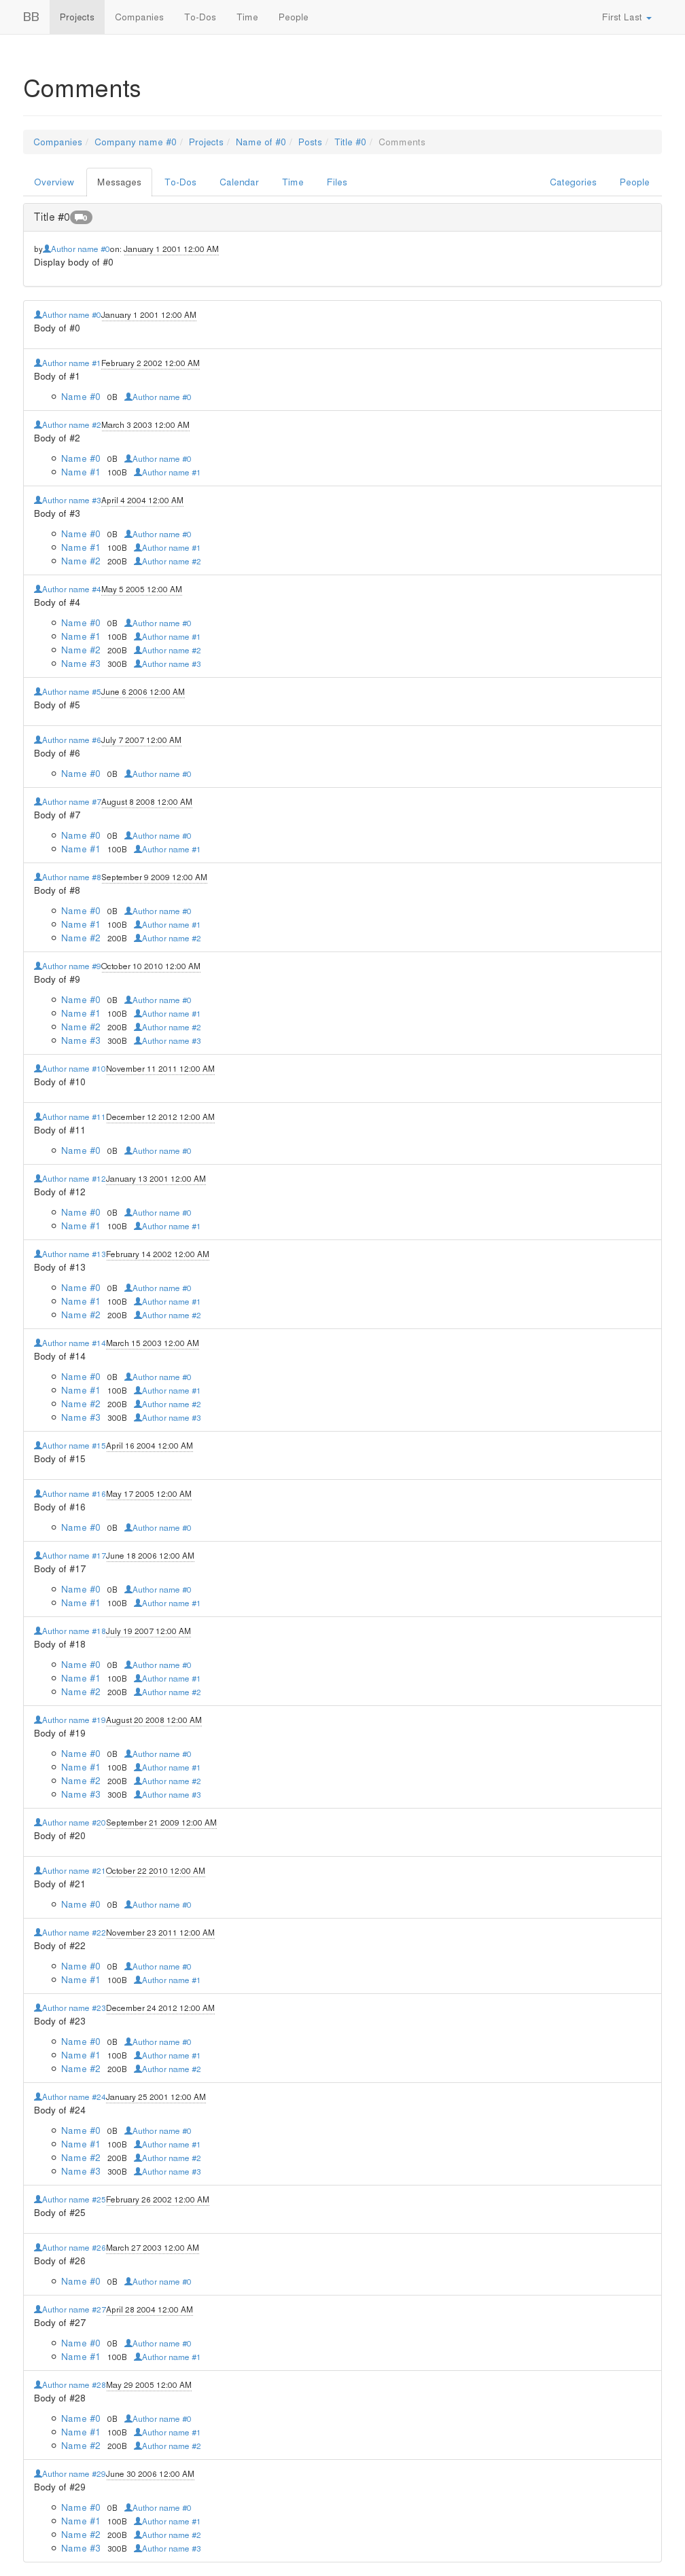 BB Projects Companies To-Dos Time People First Last
Comments
Companies / Company name #0 / Projects / Name of #0 / Posts / Title #0 / Comments
Overview Messages To-Dos Calendar Time Files Categories People
Title #0 0
by Author name #0 on: January 1 2001 12:00 AM
Display body of #0
Author name #0 January 1 2001 12:00 AM
Body of #0
Author name #1 February 2 2002 12:00 AM
Body of #1
Name #0 0B Author name #0
Author name #2 March 3 2003 12:00 AM
Body of #2
Name #0 0B Author name #0
Name #1 100B Author name #1
Author name #3 April 4 2004 12:00 AM
Body of #3
Name #0 0B Author name #0
Name #1 100B Author name #1
Name #2 200B Author name #2
Author name #4 May 5 2005 12:00 AM
Body of #4
Name #0 0B Author name #0
Name #1 100B Author name #1
Name #2 200B Author name #2
Name #3 300B Author name #3
Author name #5 June 6 2006 12:00 AM
Body of #5
Author name #6 July 7 2007 12:00 AM
Body of #6
Name #0 0B Author name #0
Author name #7 August 8 2008 12:00 AM
Body of #7
Name #0 0B Author name #0
Name #1 100B Author name #1
Author name #8 September 9 2009 12:00 AM
Body of #8
Name #0 0B Author name #0
Name #1 100B Author name #1
Name #2 200B Author name #2
Author name #9 October 10 2010 12:00 AM
Body of #9
Name #0 0B Author name #0
Name #1 100B Author name #1
Name #2 200B Author name #2
Name #3 300B Author name #3
Author name #10 November 11 2011 12:00 AM
Body of #10
Author name #11 December 12 2012 12:00 AM
Body of #11
Name #0 0B Author name #0
Author name #12 January 13 2001 12:00 AM
Body of #12
Name #0 0B Author name #0
Name #1 100B Author name #1
Author name #13 February 14 2002 12:00 AM
Body of #13
Name #0 0B Author name #0
Name #1 100B Author name #1
Name #2 200B Author name #2
Author name #14 March 15 2003 12:00 AM
Body of #14
Name #0 0B Author name #0
Name #1 100B Author name #1
Name #2 200B Author name #2
Name #3 300B Author name #3
Author name #15 April 16 2004 12:00 AM
Body of #15
Author name #16 May 17 2005 12:00 AM
Body of #16
Name #0 0B Author name #0
Author name #17 June 18 2006 12:00 AM
Body of #17
Name #0 0B Author name #0
Name #1 100B Author name #1
Author name #18 July 19 2007 12:00 AM
Body of #18
Name #0 0B Author name #0
Name #1 100B Author name #1
Name #2 200B Author name #2
Author name #19 August 20 2008 12:00 AM
Body of #19
Name #0 0B Author name #0
Name #1 100B Author name #1
Name #2 200B Author name #2
Name #3 300B Author name #3
Author name #20 September 21 2009 12:00 AM
Body of #20
Author name #21 October 22 2010 12:00 AM
Body of #21
Name #0 0B Author name #0
Author name #22 November 23 2011 12:00 AM
Body of #22
Name #0 0B Author name #0
Name #1 100B Author name #1
Author name #23 December 24 2012 12:00 AM
Body of #23
Name #0 0B Author name #0
Name #1 100B Author name #1
Name #2 200B Author name #2
Author name #24 January 25 2001 12:00 AM
Body of #24
Name #0 0B Author name #0
Name #1 100B Author name #1
Name #2 200B Author name #2
Name #3 300B Author name #3
Author name #25 February 26 2002 12:00 AM
Body of #25
Author name #26 March 27 2003 12:00 AM
Body of #26
Name #0 0B Author name #0
Author name #27 April 28 2004 12:00 AM
Body of #27
Name #0 0B Author name #0
Name #1 100B Author name #1
Author name #28 May 29 2005 12:00 AM
Body of #28
Name #0 0B Author name #0
Name #1 100B Author name #1
Name #2 200B Author name #2
Author name #29 June 30 2006 12:00 AM
Body of #29
Name #0 0B Author name #0
Name #1 100B Author name #1
Name #2 200B Author name #2
Name #3 300B Author name #3